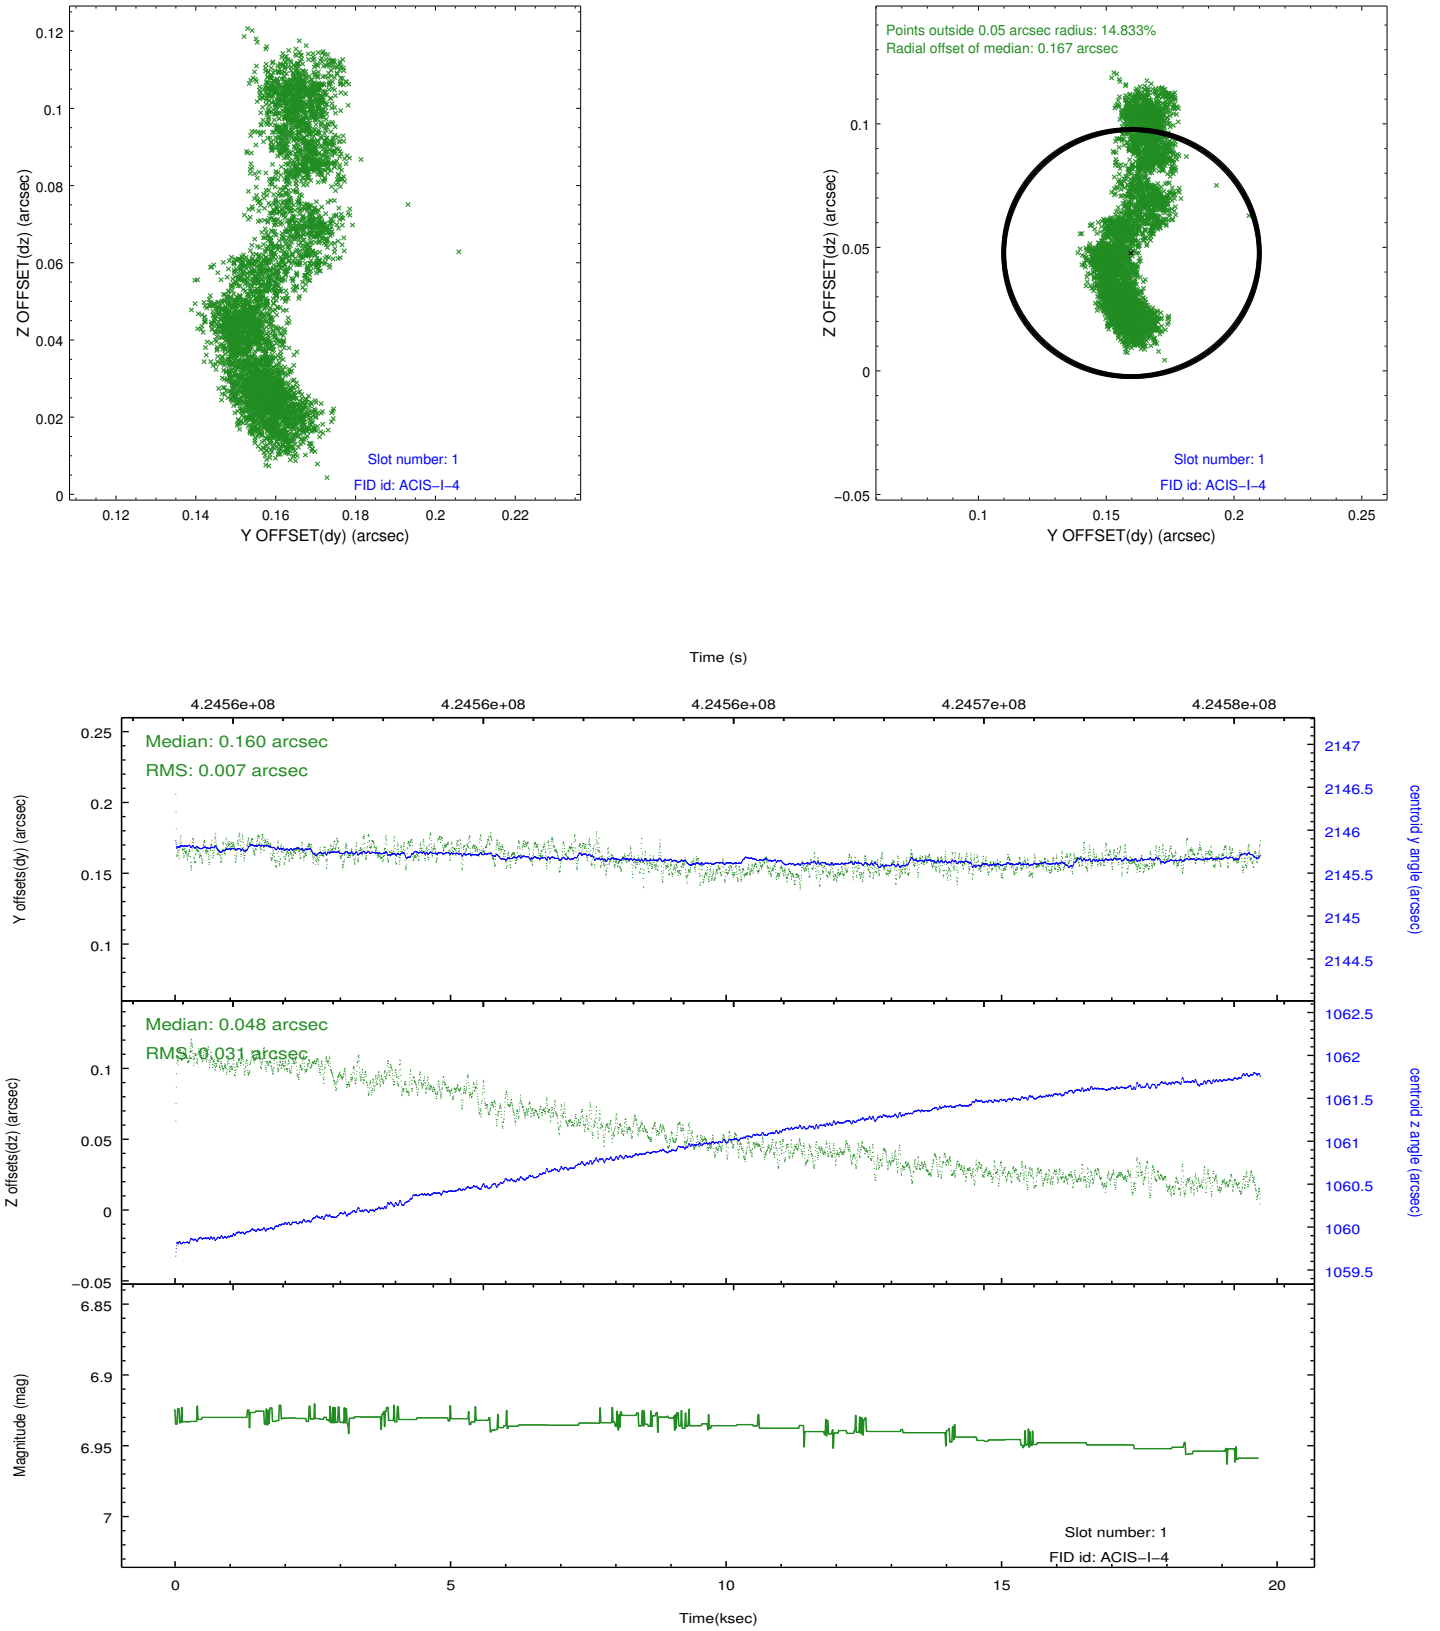 0.12
0.1
0.08
0.06
0.04
0.02
0
Z OFFSET(dz) (arcsec)
Slot number: 1
FID id: ACIS−I−4
0.12 0.14 0.16 0.18 0.2 0.22
Y OFFSET(dy) (arcsec)
Points outside 0.05 arcsec radius: 14.833%
Radial offset of median: 0.167 arcsec
0.1
0.05
0
−0.05
Z OFFSET(dz) (arcsec)
Slot number: 1
FID id: ACIS−I−4
0.1 0.15 0.2 0.25
Y OFFSET(dy) (arcsec)
Time (s)
4.2456e+08 4.2456e+08 4.2456e+08 4.2457e+08 4.2458e+08
Median: 0.160 arcsec
RMS: 0.007 arcsec
0.25
0.2
0.15
0.1
Y offsets(dy) (arcsec)
2147
2146.5
2146
2145.5
2145
2144.5
centroid y angle (arcsec)
Median: 0.048 arcsec
RMS: 0.031 arcsec
0.1
0.05
0
−0.05
Z offsets(dz) (arcsec)
1062.5
1062
1061.5
1061
1060.5
1060
1059.5
centroid z angle (arcsec)
6.85
6.9
6.95
7
Magnitude (mag)
Slot number: 1
FID id: ACIS−I−4
0 5 10 15 20
Time(ksec)